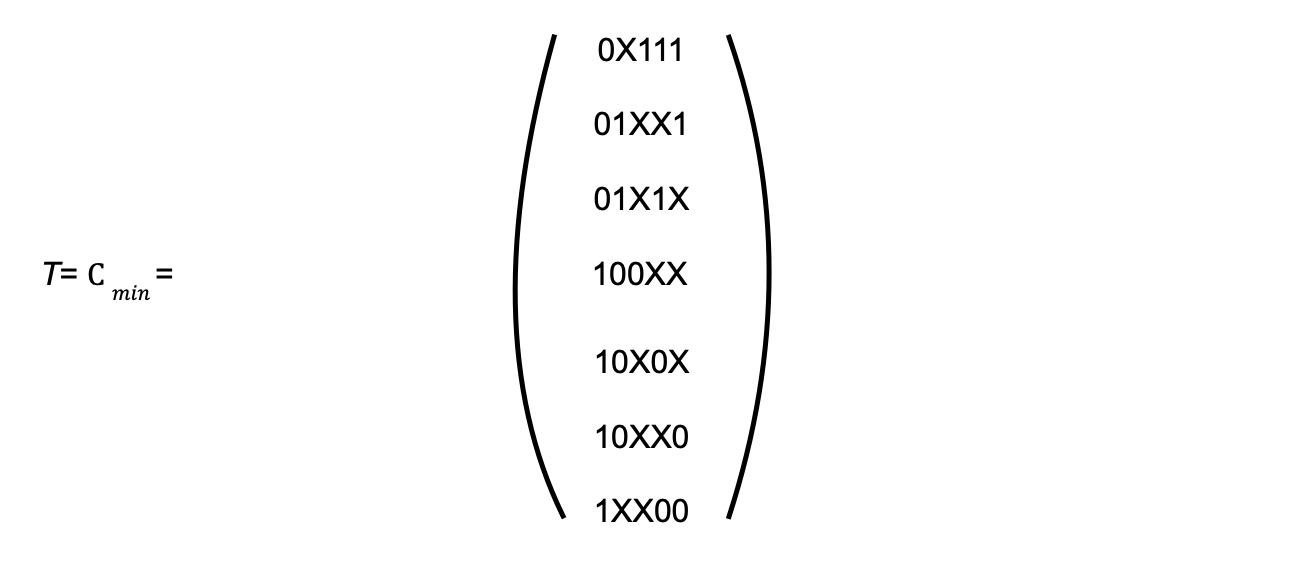 0X111
01XX1
01X1X
T= C min =
100XX
10X0X
10XX0
1XX00